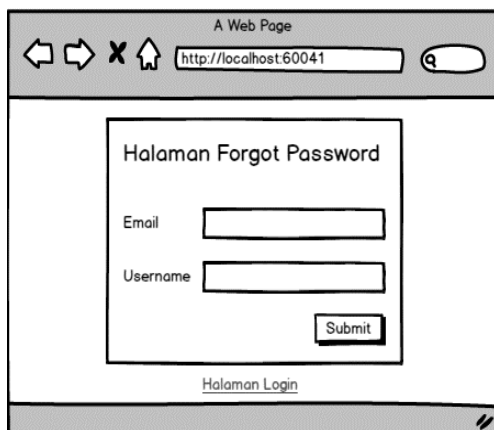 A Web Page
http://localhost:60041
Halaman Forgot Password
Email
Username
Submit
Halaman Login